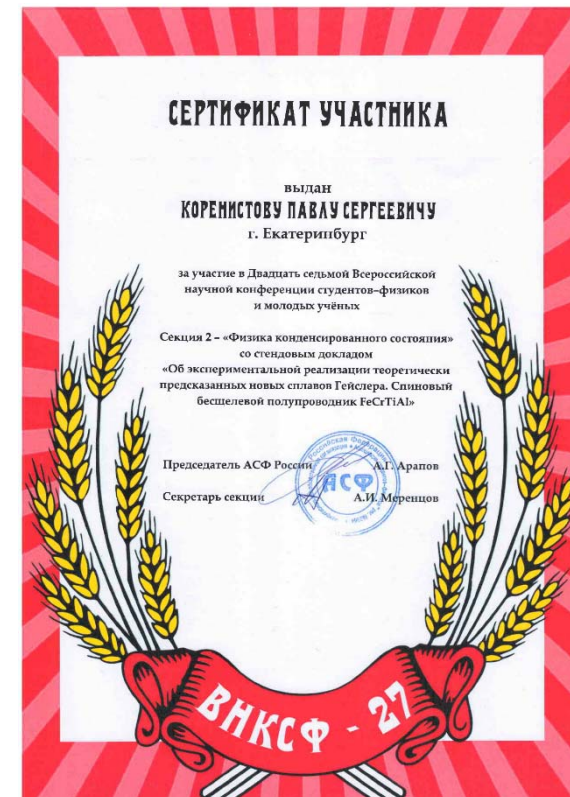 СЕРТИФИКАТ УЧАСТНИКА
выдан
КОРЕНИСТОВУ ПАВЛУ СЕРГЕЕВИЧУ
г. Екатеринбург
за участие в Двадцать седьмой Всероссийской
научной конференции студентов–физиков
и молодых учёных
Секция 2 – «Физика конденсированного состояния»
со стендовым докладом
«Об экспериментальной реализации теоретически
предсказанных новых сплавов Гейслера. Спиновый
бесщелевой полупроводник FeCrTiAl»
Председатель АСФ России А.Г. Арапов
Секретарь секции А.И. Меренцов
АСФ
ВНКСФ - 27